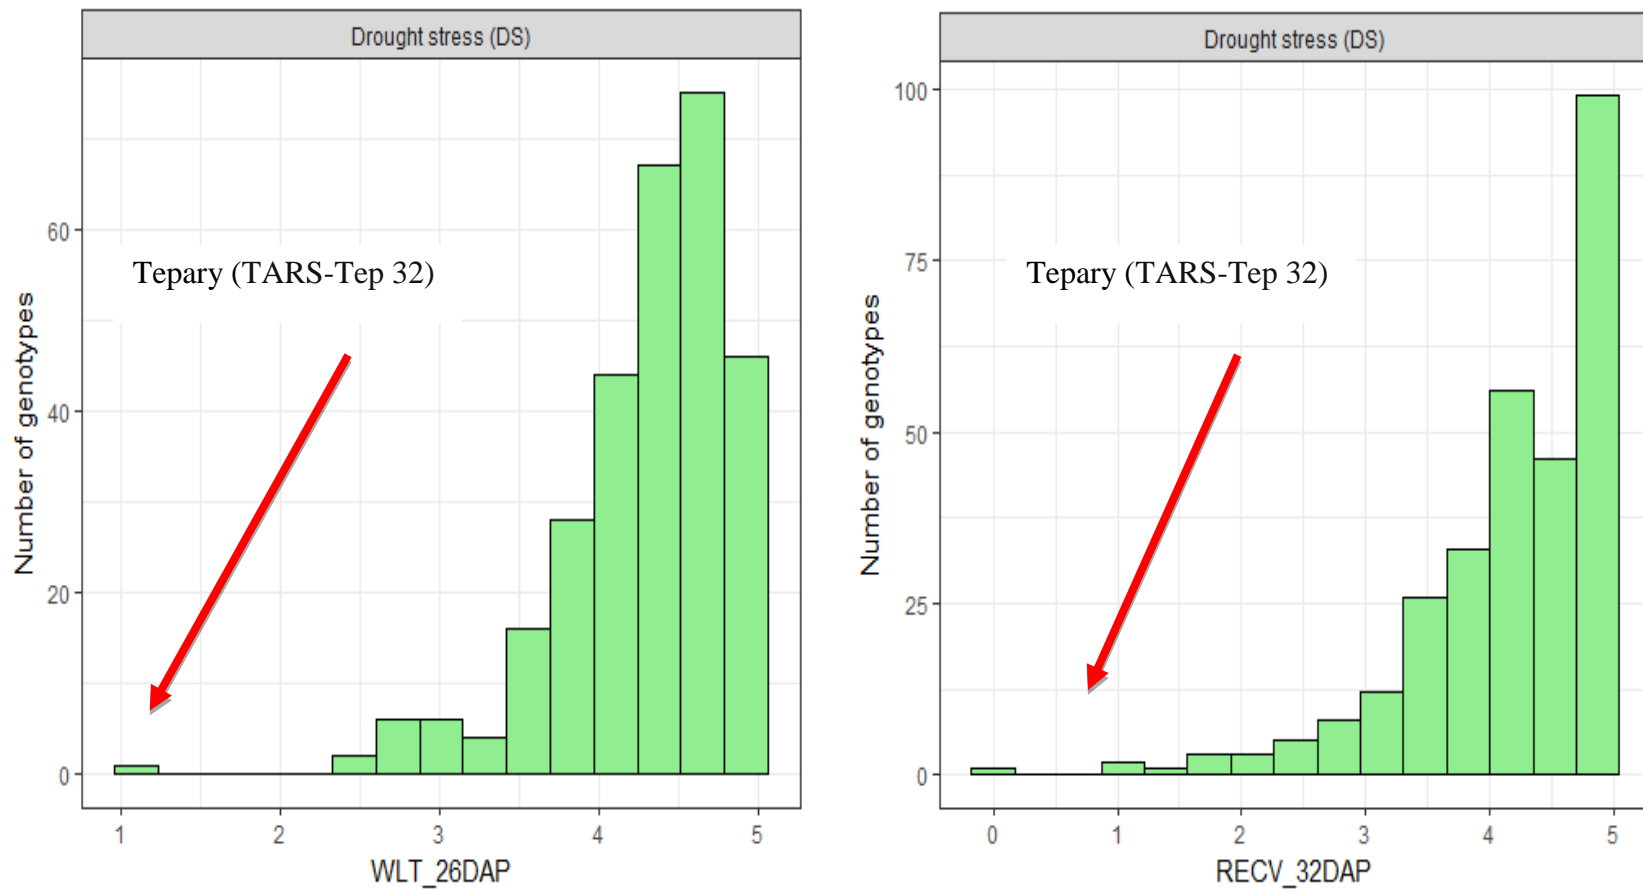 Drought stress (DS)
Number of genotypes
60
40
20
0
Tepary (TARS-Tep 32)
1 2 3 4 5
WLT_26DAP
Drought stress (DS)
Number of genotypes
100
75
50
25
0
Tepary (TARS-Tep 32)
0 1 2 3 4 5
RECV_32DAP